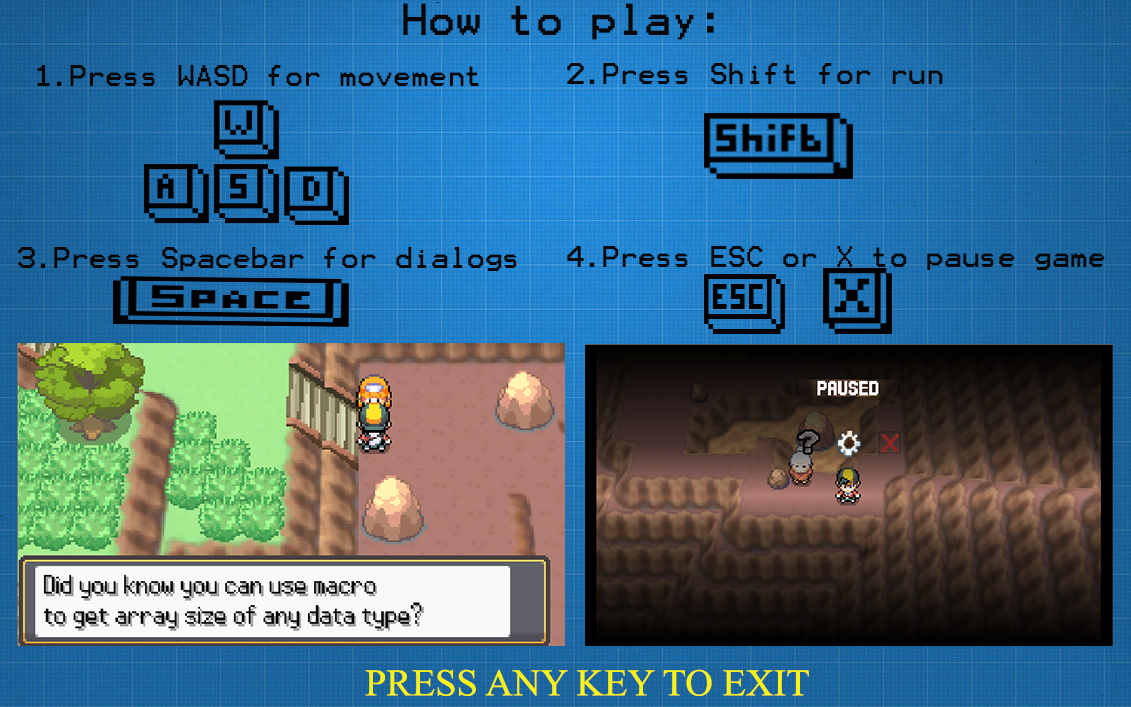 How to play:
1.Press WASD for movement
2.Press Shift for run
W
A S D
Shift
3.Press Spacebar for dialogs
4.Press ESC or X to pause game
SPACE
ESC X
PAUSED
?
Did you know you can use macro
to get array size of any data type?
PRESS ANY KEY TO EXIT